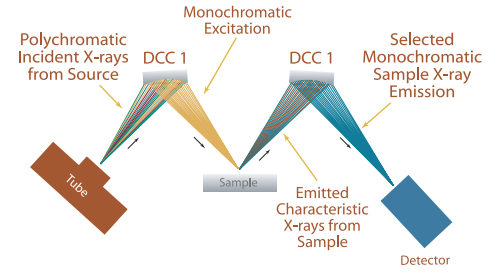 Monochromatic
Excitation
Polychromatic
Incident X-rays
from Source
DCC 1
DCC 1
Selected
Monochromatic
Sample X-ray
Emission
Tube
Sample
Emitted
Characteristic
X-rays from
Sample
Detector